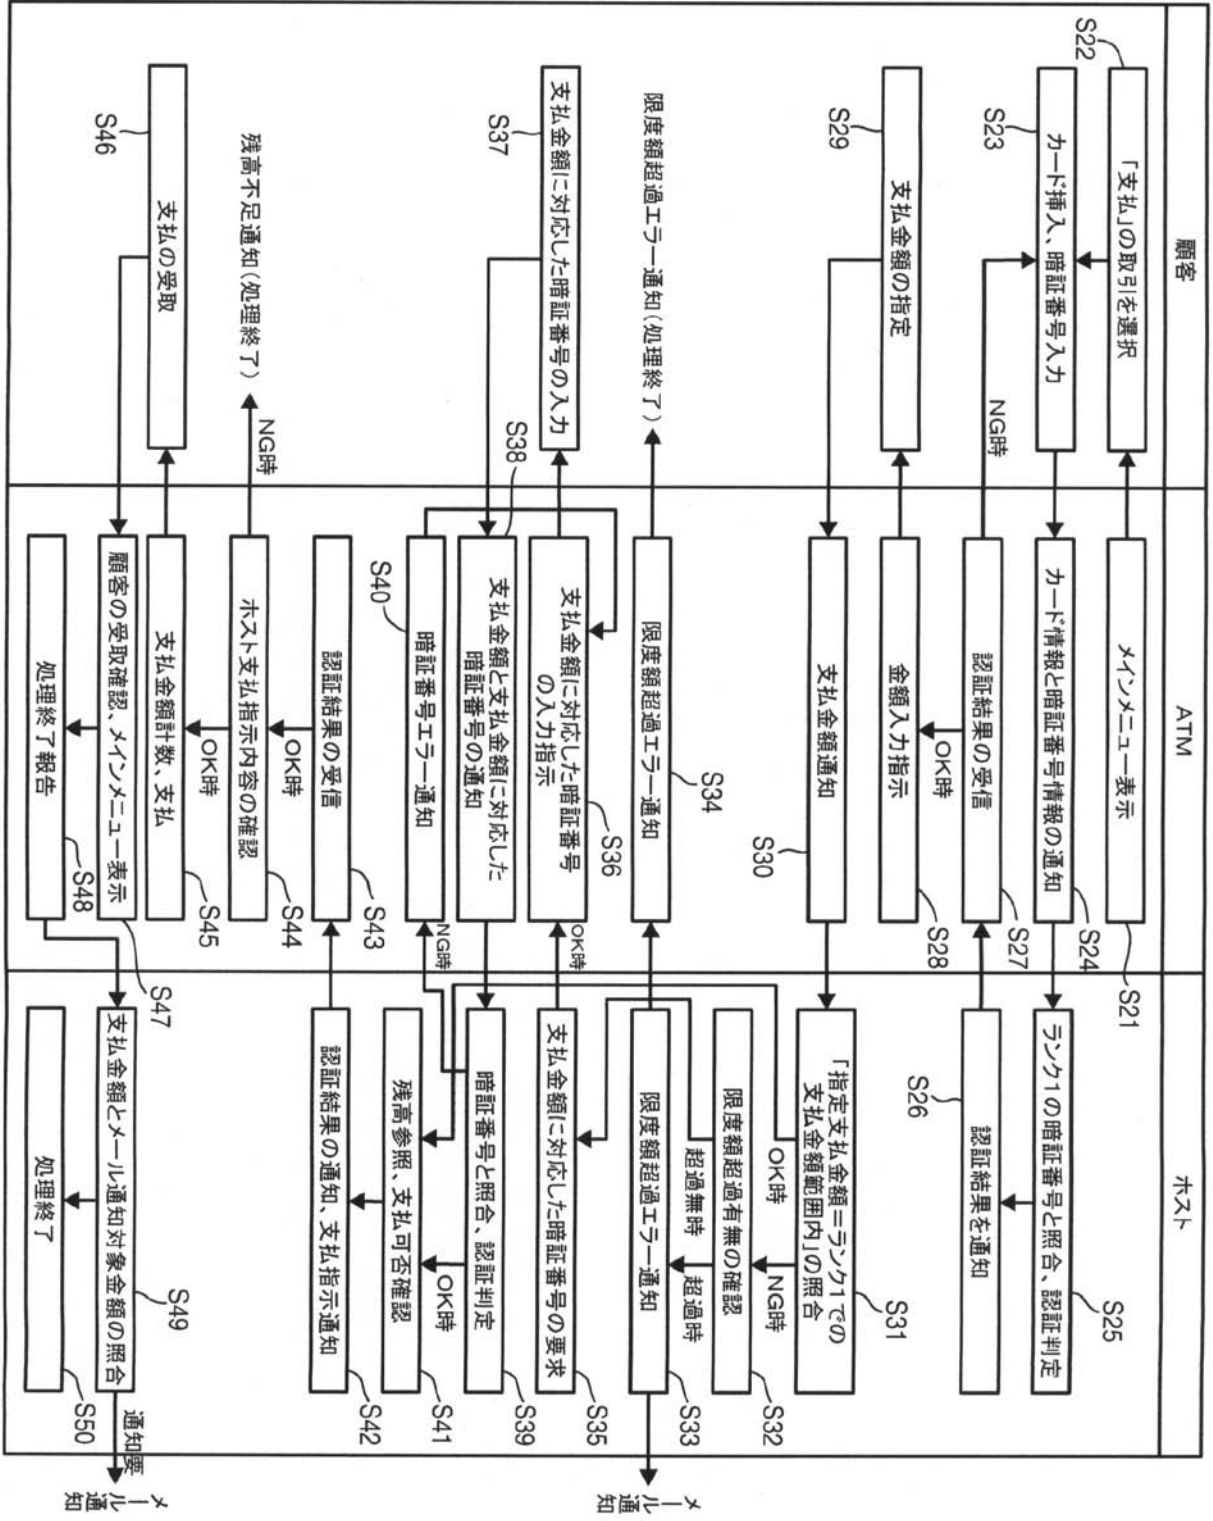 顧客
ATM
ホスト
メインメニュー表示
S21
「支払」の取引を選択
S22
カード挿入、暗証番号入力
S23
カード情報と暗証番号情報の通知
S24
ランク1の暗証番号と照合、認証判定
S25
認証結果を通知
S26
認証結果の受信
S27
NG時
OK時
金額入力指示
S28
支払金額の指定
S29
支払金額通知
S30
「指定支払金額=ランク1での
支払金額範囲内」の照合
S31
OK時
NG時
限度額超過有無の確認
S32
超過無時
超過時
限度額超過エラー通知
S33
メール
通知
限度額超過エラー通知
S34
限度額超過エラー通知(処理終了)
支払金額に対応した暗証番号の要求
S35
OK時
支払金額に対応した暗証番号
の入力指示
S36
支払金額に対応した暗証番号の入力
S37
支払金額と支払金額に対応した
暗証番号の通知
S38
暗証番号と照合、認証判定
S39
NG時
OK時
暗証番号エラー通知
S40
残高参照、支払可否確認
S41
認証結果の通知、支払指示通知
S42
認証結果の受信
S43
OK時
ホスト支払指示内容の確認
S44
NG時
残高不足通知(処理終了)
OK時
支払金額計数、支払
S45
支払の受取
S46
顧客の受取確認、メインメニュー表示
S47
処理終了報告
S48
支払金額とメール通知対象金額の照合
S49
通知要
メール
通知
処理終了
S50